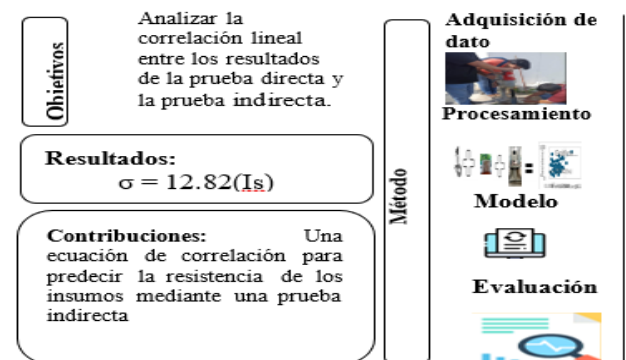 Objetivos
Analizar la
correlación lineal
entre los resultados
de la prueba directa y
la prueba indirecta.
Resultados:
σ = 12.82(Is)
Contribuciones: Una
ecuación de correlación para
predecir la resistencia de los
insumos mediante una prueba
indirecta
Método
Adquisición de
dato
Procesamiento
Modelo
Evaluación